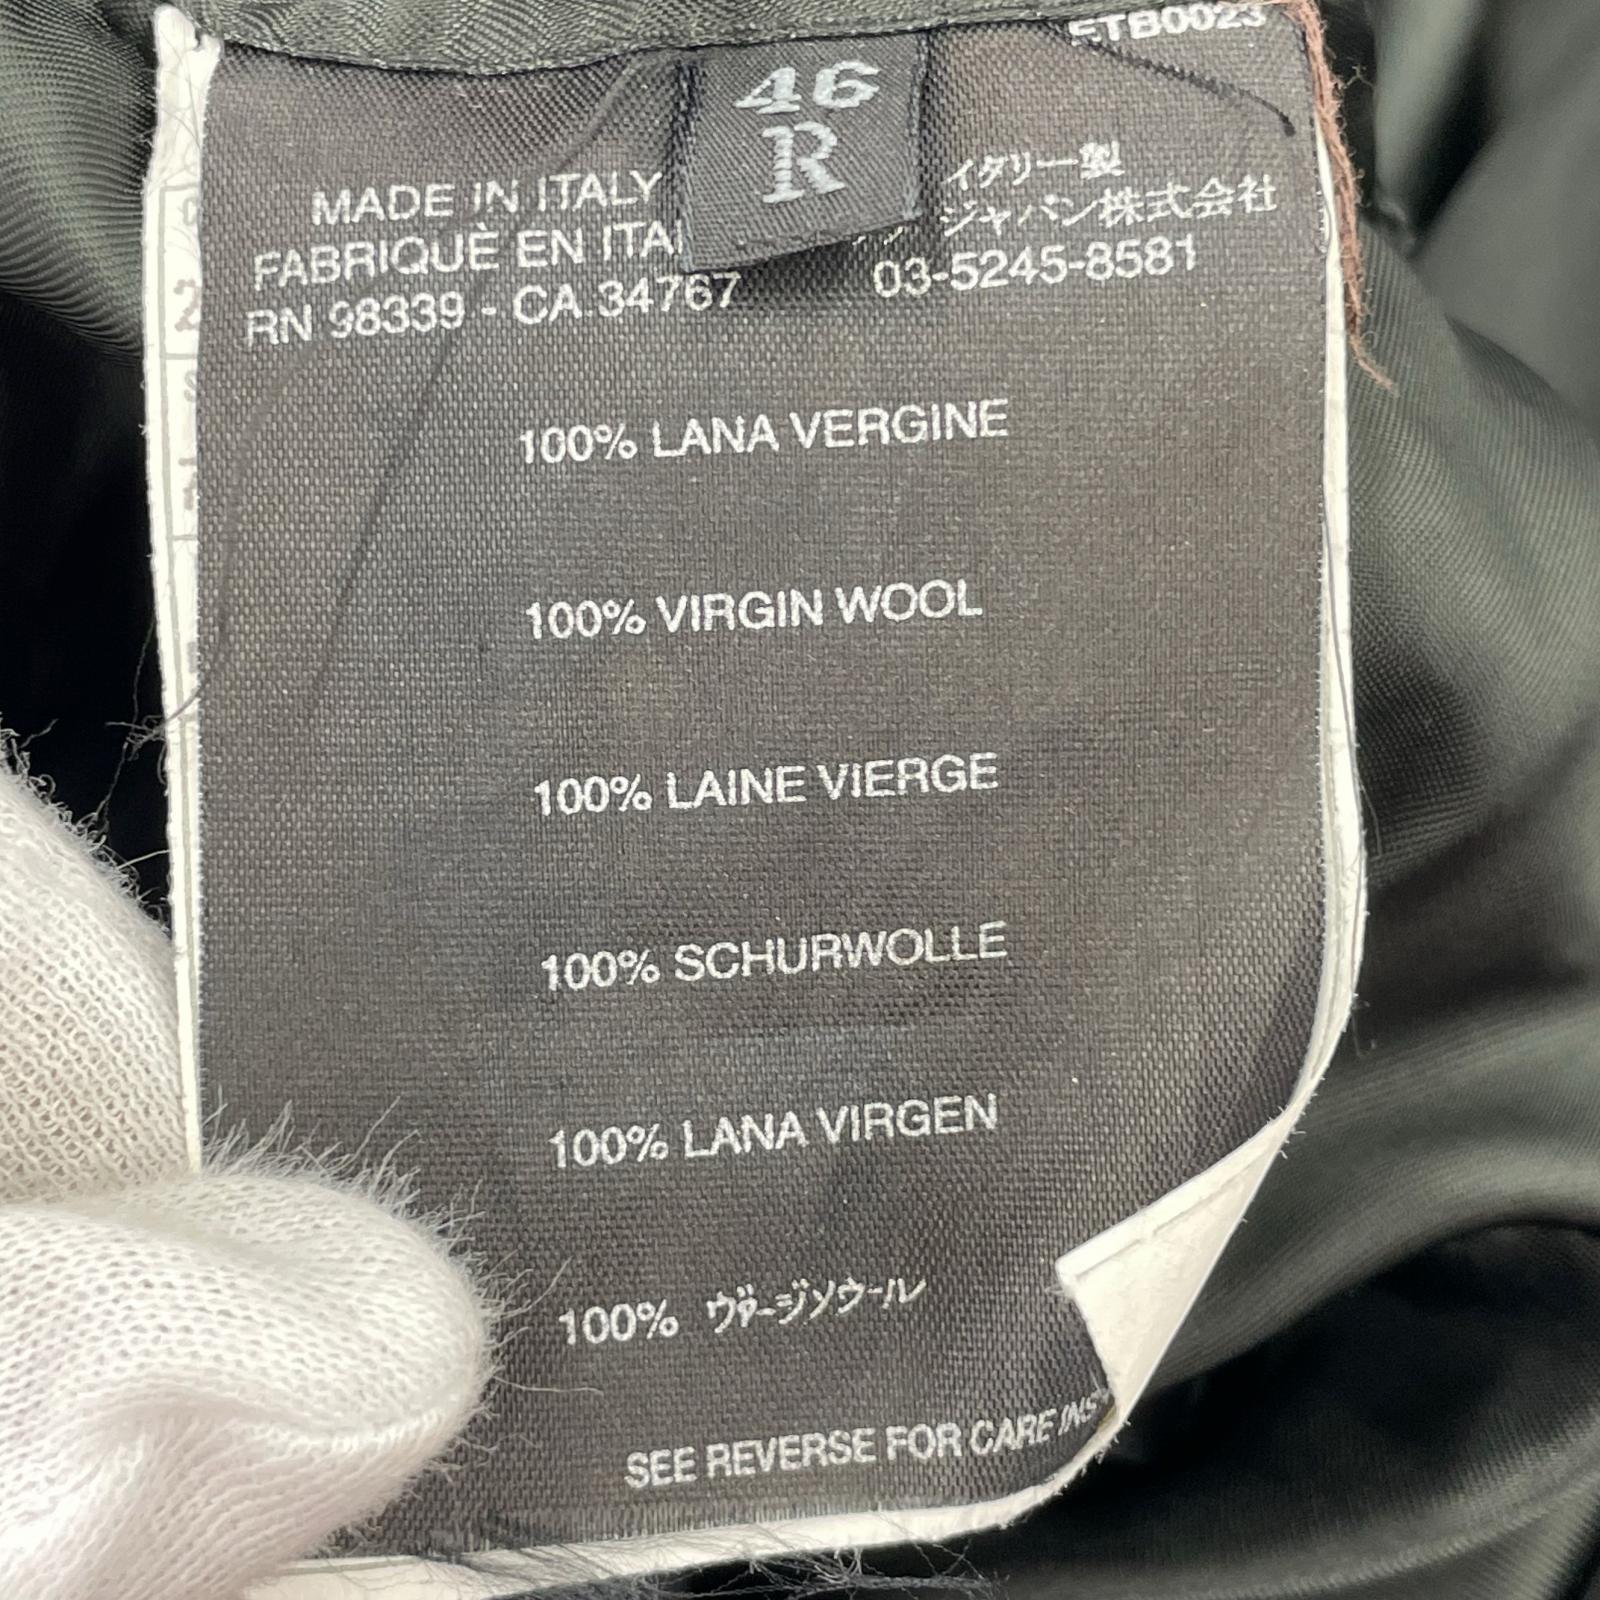 ETB0023
46
R
MADE IN ITALY
FABRIQUÈ EN ITAL
RN 98339 - CA 34767
イタリー製
ジャパン株式会社
03-5245-8581
100% LANA VERGINE
100% VIRGIN WOOL
100% LAINE VIERGE
100% SCHURWOLLE
100% LANA VIRGEN
100% ヴァージンウール
SEE REVERSE FOR CARE INS